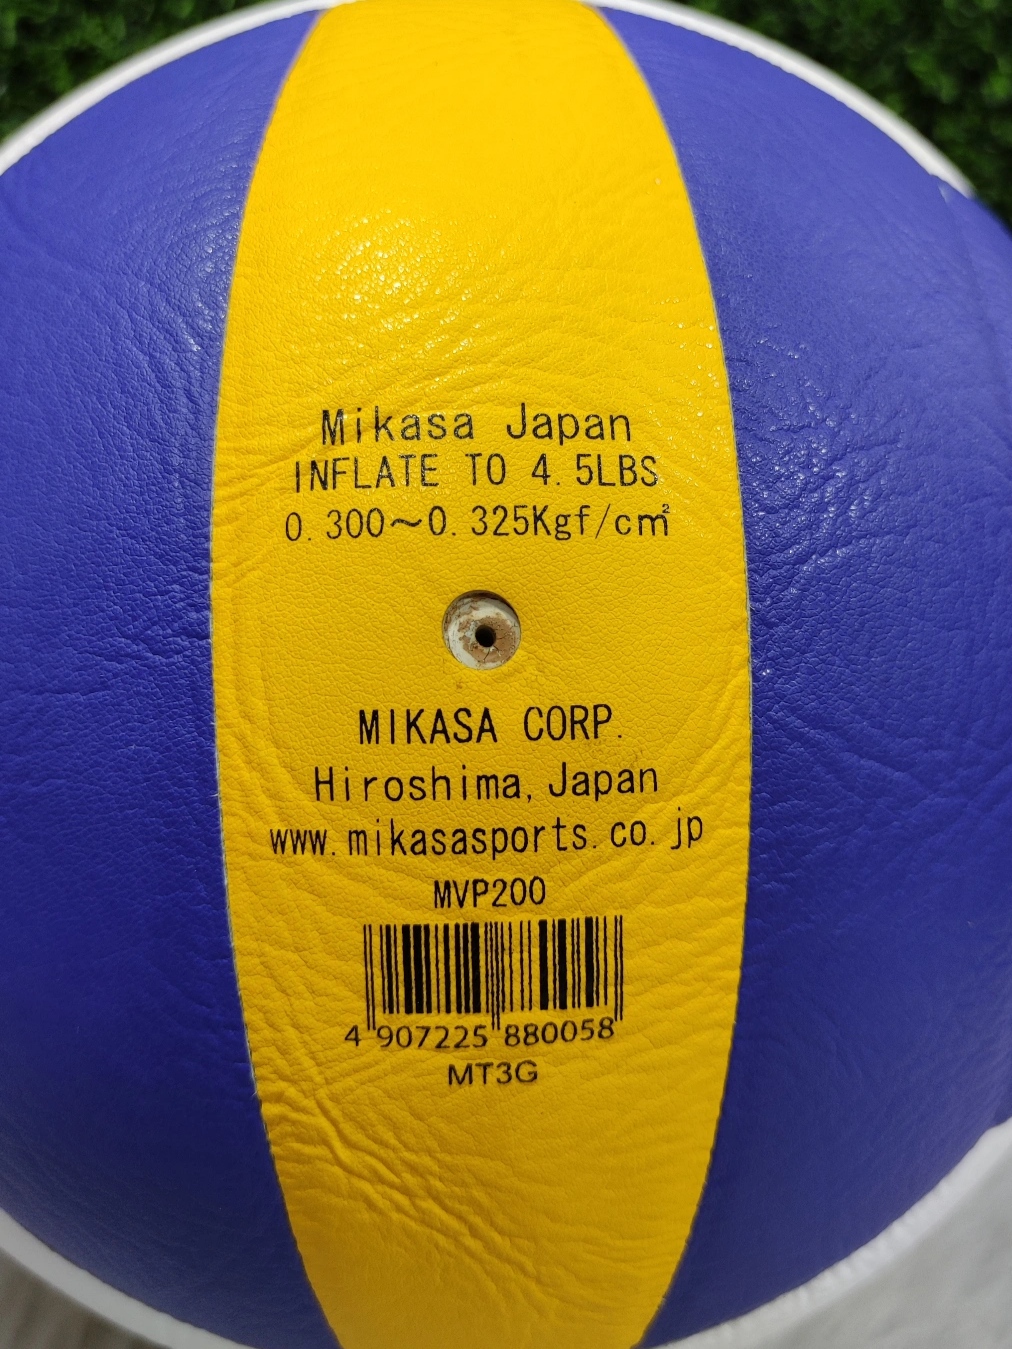 Mikasa Japan
INFLATE TO 4.5LBS
0.300～0.325Kgf/c㎡
MIKASA CORP.
Hiroshima,Japan
www.mikasasports.co.jp
MVP200
4 907225 880058
MT3G